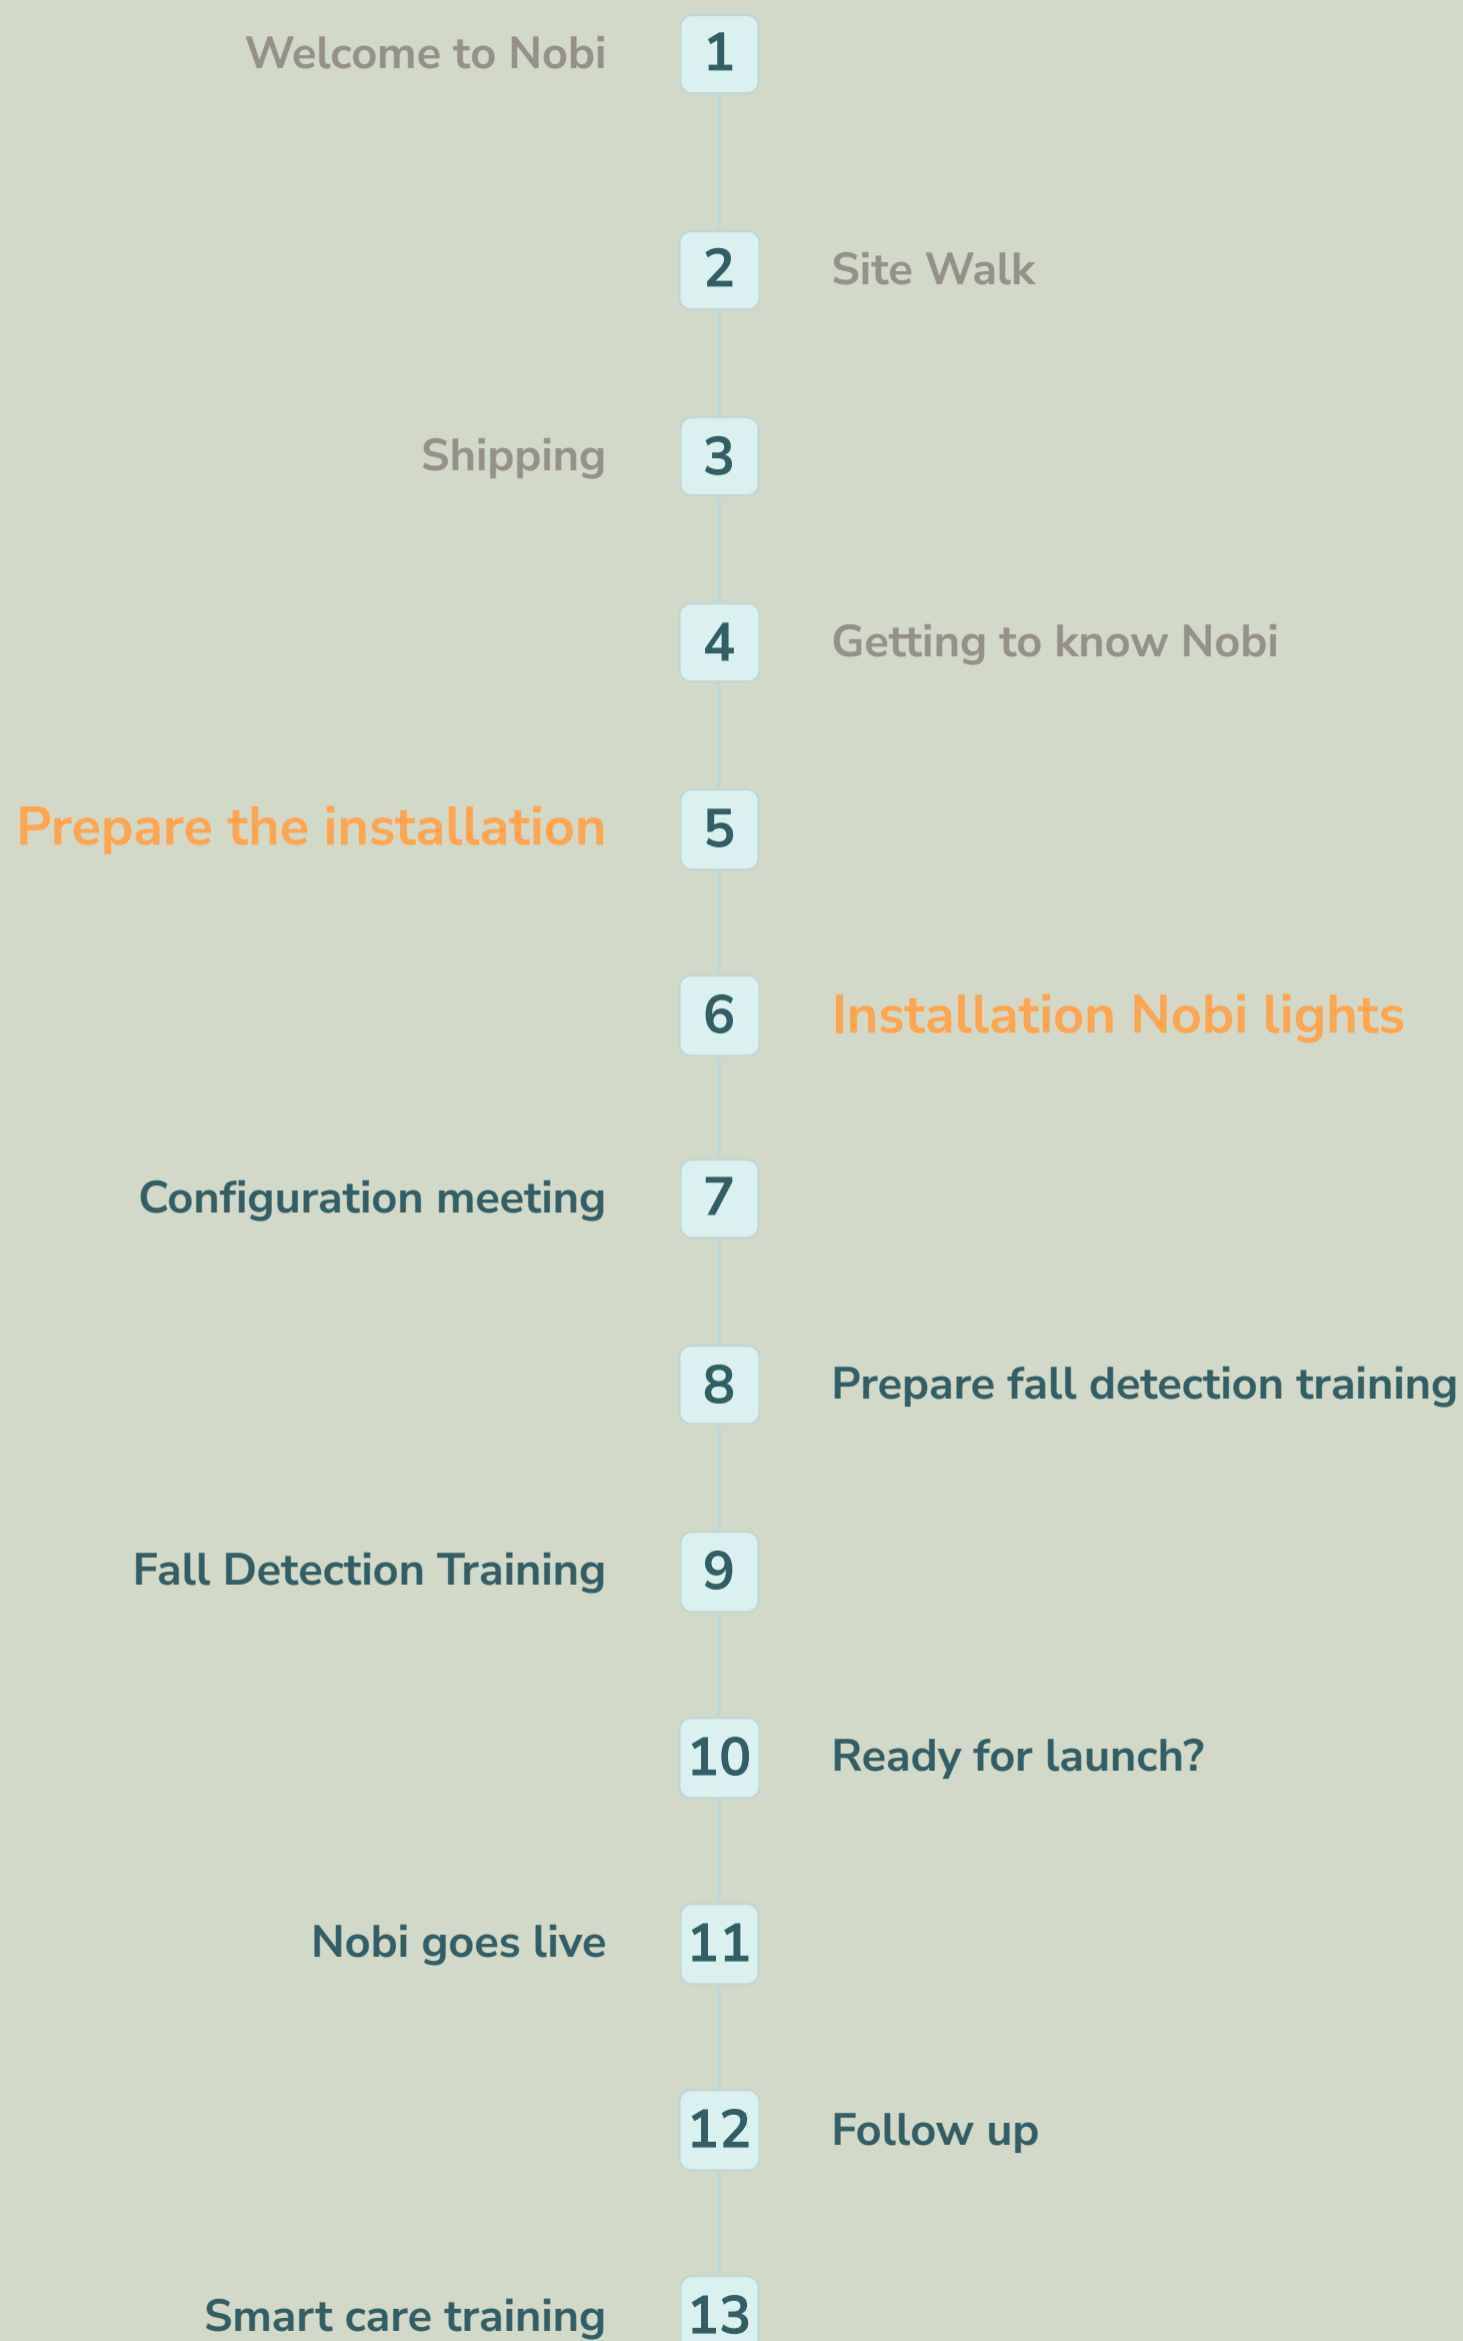 Welcome to Nobi 1
2 Site Walk
Shipping 3
4 Getting to know Nobi
Prepare the installation 5
6 Installation Nobi lights
Configuration meeting 7
8 Prepare fall detection training
Fall Detection Training 9
10 Ready for launch?
Nobi goes live 11
12 Follow up
Smart care training 13